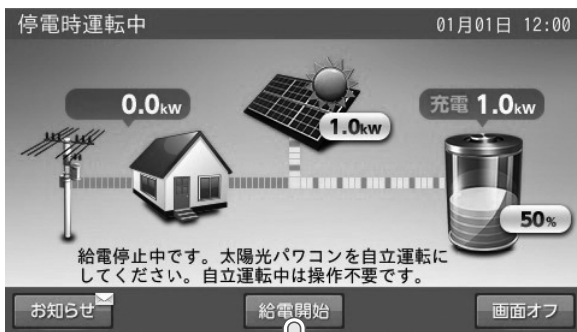 停電時運転中 01月01日 12:00
0.0kW
1.0kW
充電 1.0kW
50%
給電停止中です。太陽光パワコンを自立運転に
してください。自立運転中は操作不要です。
お知らせ 給電開始 画面オフ